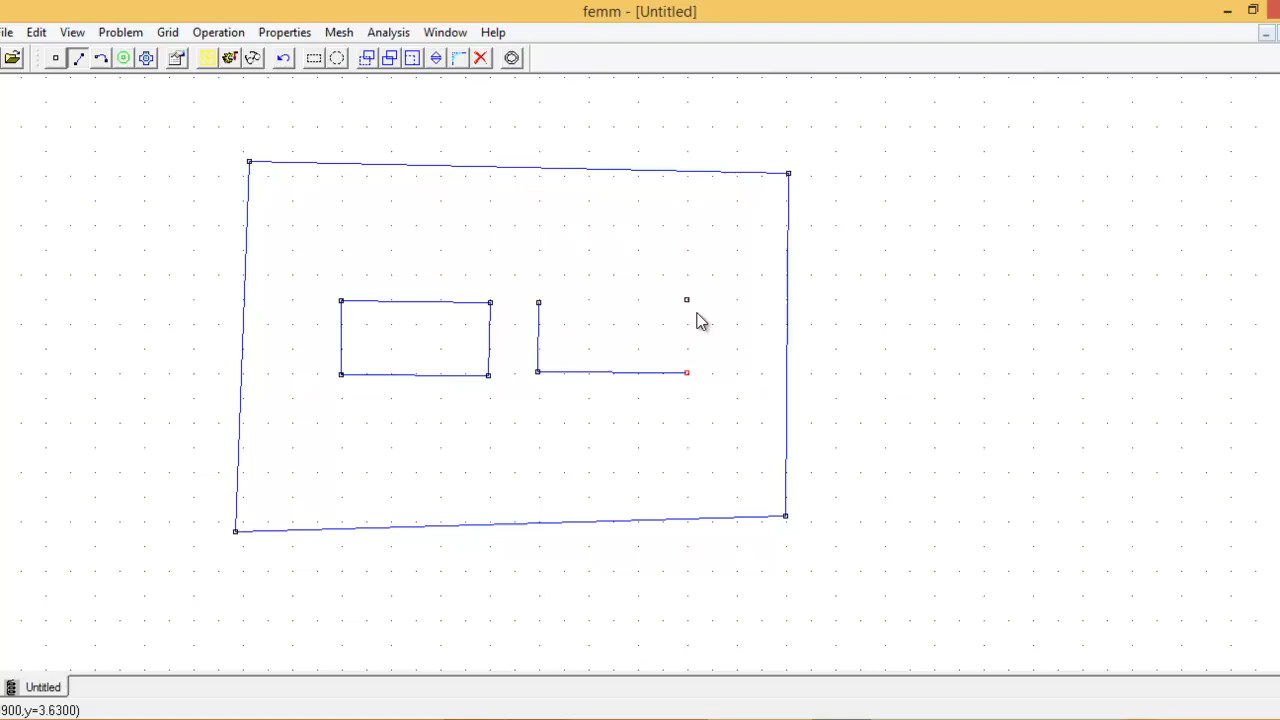 femm - [Untitled]
ile Edit View Problem Grid Operation Properties Mesh Analysis Window Help
Untitled
900,y=3.6300)